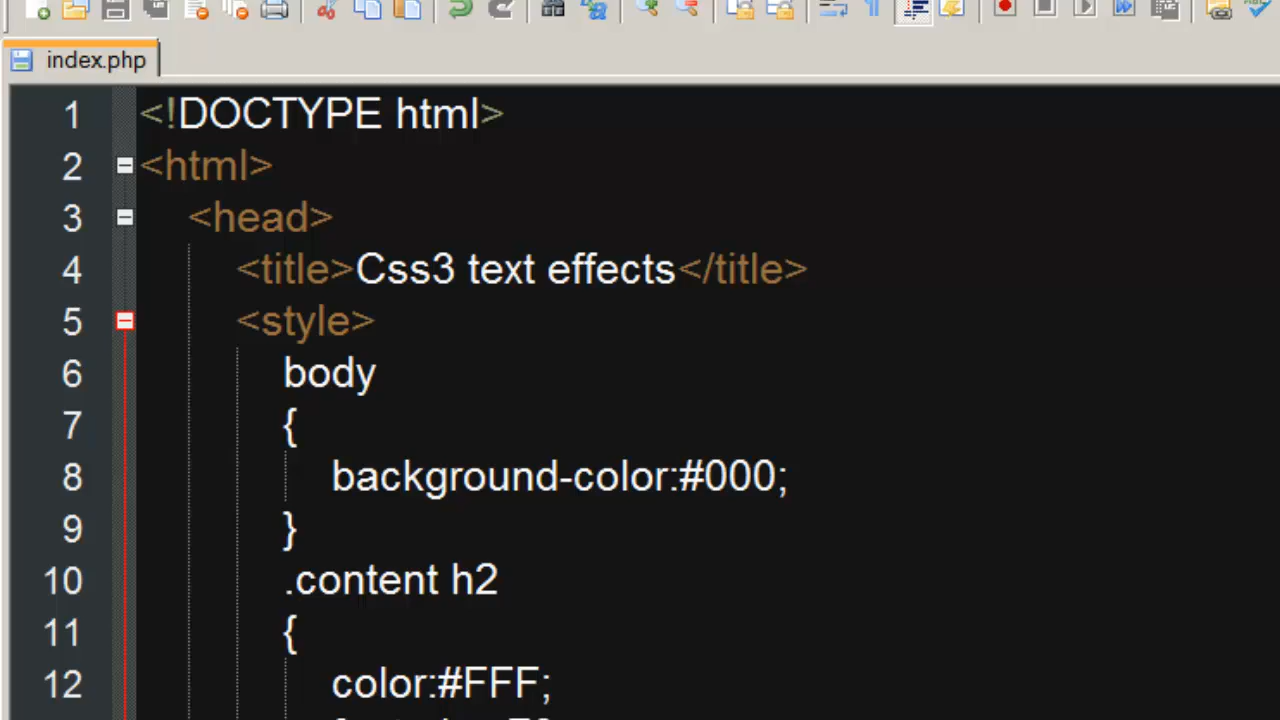 index.php
1 <!DOCTYPE html>
2 <html>
3 <head>
4 <title>Css3 text effects</title>
5 <style>
6 body
7 {
8 background-color:#000;
9 }
10 .content h2
11 {
12 color:#FFF;